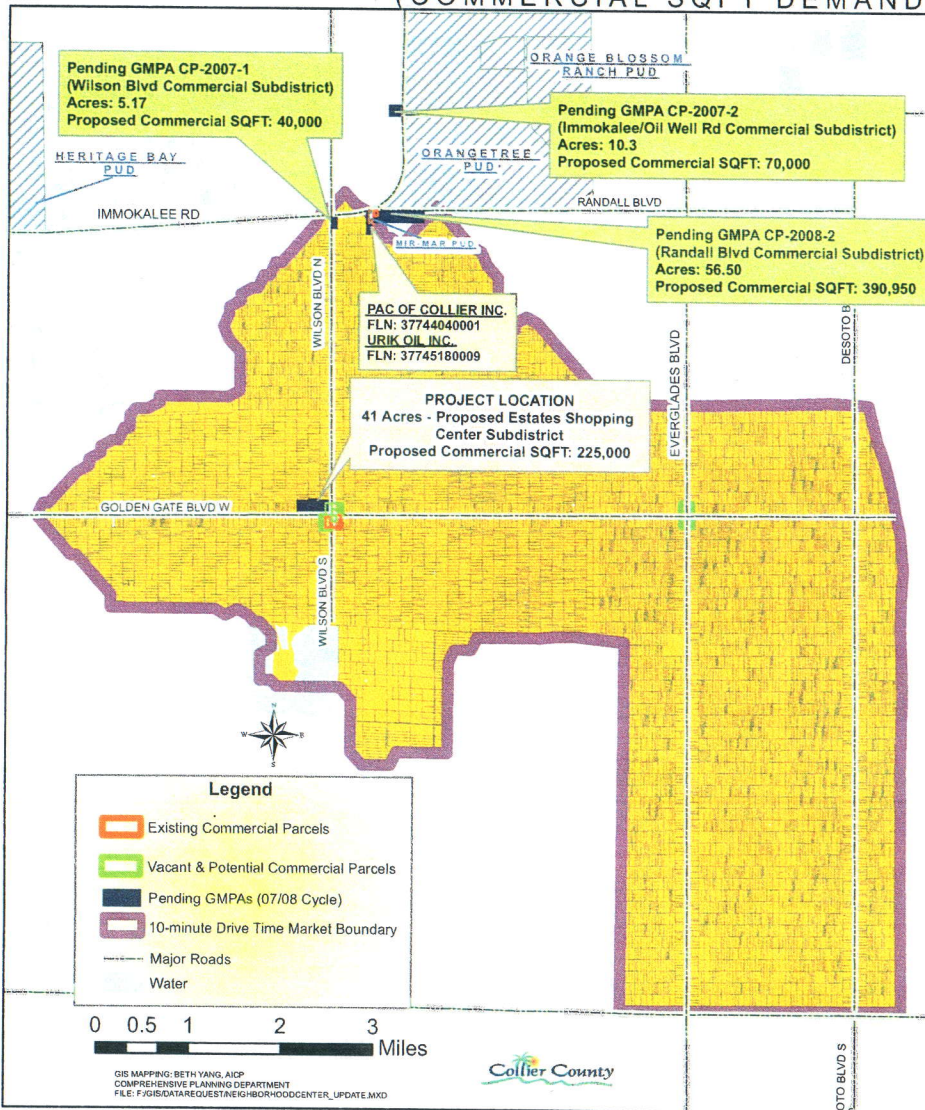 (COMMERCIAL SQFT DEMAND
Pending GMPA CP-2007-1
(Wilson Blvd Commercial Subdistrict)
Acres: 5.17
Proposed Commercial SQFT: 40,000
ORANGE BLOSSOM
RANCH PUD
Pending GMPA CP-2007-2
(Immokalee/Oil Well Rd Commercial Subdistrict)
Acres: 10.3
Proposed Commercial SQFT: 70,000
HERITAGE BAY
PUD
ORANGETREE
PUD
IMMOKALEE RD
RANDALL BLVD
MIR-MAR PUD
Pending GMPA CP-2008-2
(Randall Blvd Commercial Subdistrict)
Acres: 56.50
Proposed Commercial SQFT: 390,950
WILSON BLVD N
PAC OF COLLIER INC.
FLN: 37744040001
URIK OIL INC.
FLN: 37745180009
EVERGLADES BLVD
DESOTO B
PROJECT LOCATION
41 Acres - Proposed Estates Shopping
Center Subdistrict
Proposed Commercial SQFT: 225,000
GOLDEN GATE BLVD W
WILSON BLVD S
N
W
E
S
Legend
Existing Commercial Parcels
Vacant & Potential Commercial Parcels
Pending GMPAs (07/08 Cycle)
10-minute Drive Time Market Boundary
Major Roads
Water
0 0.5 1 2 3
Miles
GIS MAPPING: BETH YANG, AICP
COMPREHENSIVE PLANNING DEPARTMENT
FILE: F:/GIS/DATAREQUEST/NEIGHBORHOODCENTER_UPDATE.MXD
Collier County
OTO BLVD S